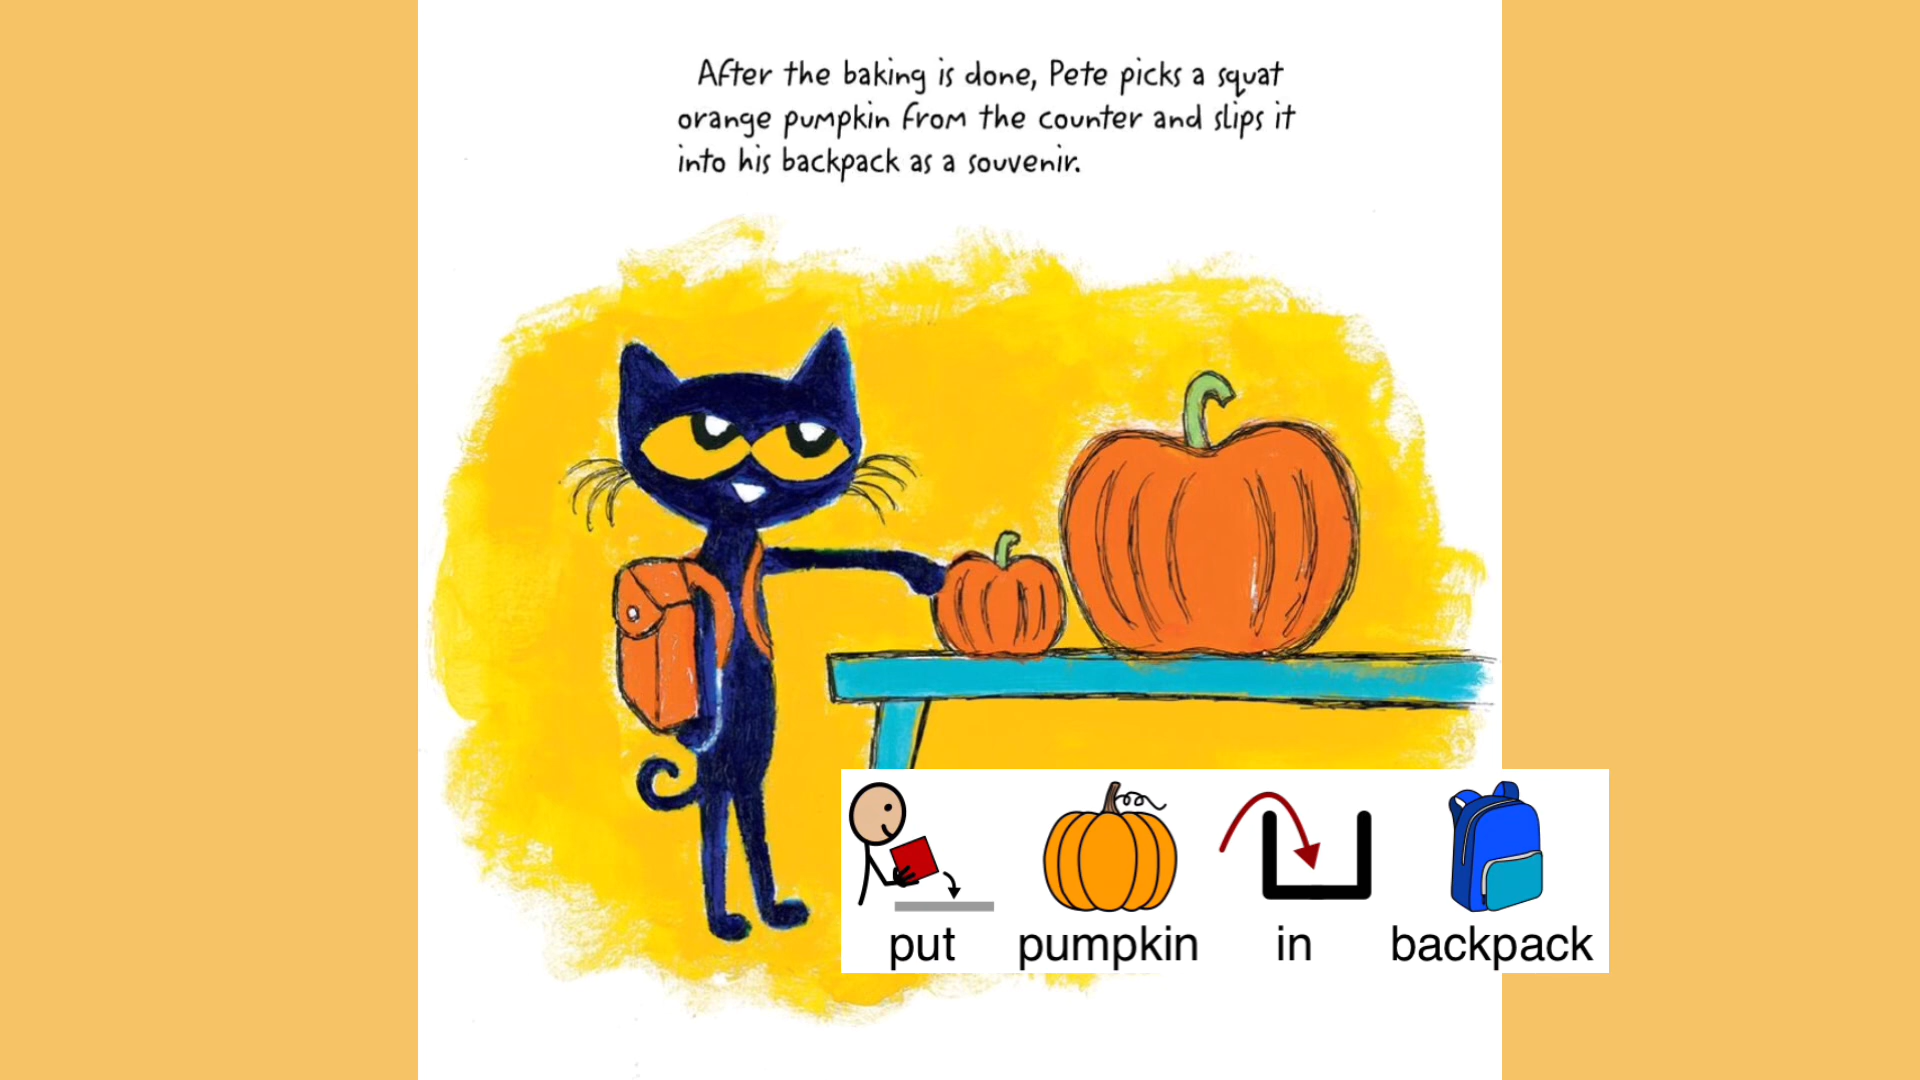 After the baking is done, Pete picks a squat
orange pumpkin from the counter and slips it
into his backpack as a souvenir.
put pumpkin in backpack